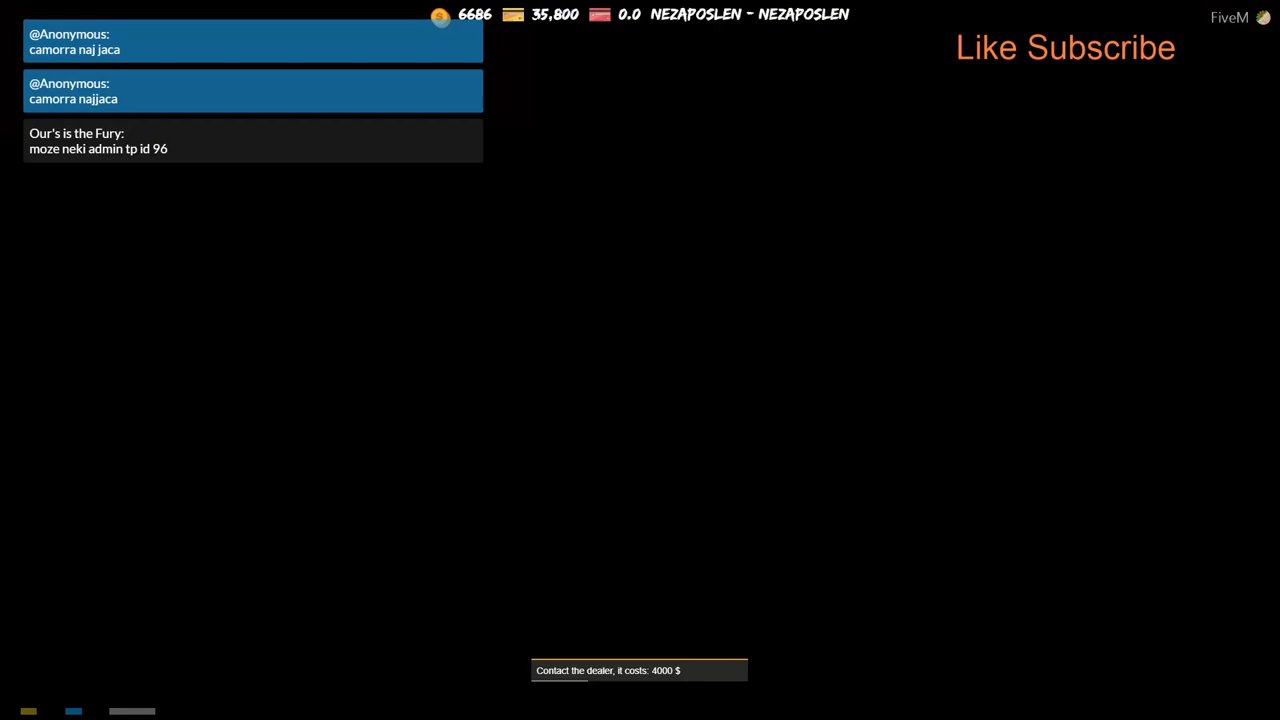 6686 35,800 0.0 NEZAPOSLEN - NEZAPOSLEN
FiveM
Like Subscribe
@Anonymous:
camorra naj jaca
@Anonymous:
camorra najjaca
Our's is the Fury:
moze neki admin tp id 96
Contact the dealer, it costs: 4000 $